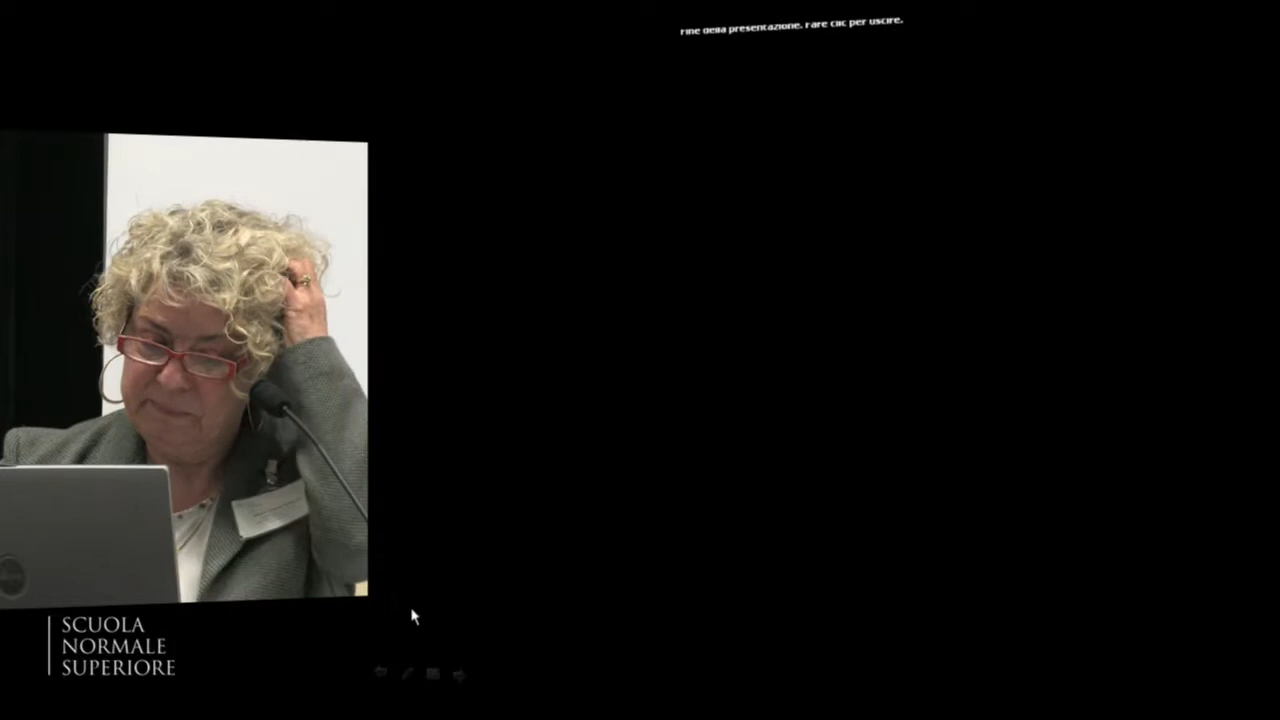 Fine della presentazione. Fare clic per uscire.
SCUOLA
NORMALE
SUPERIORE